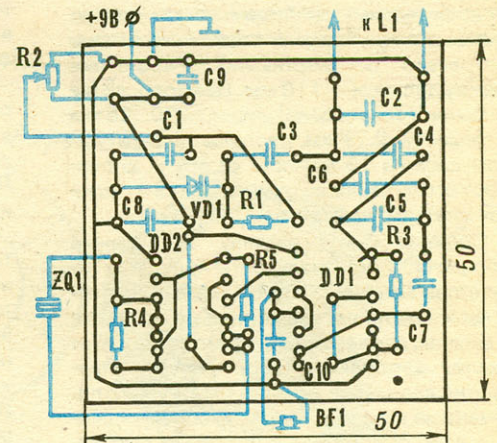 +9В к L1
R2
C9
C2
C1 C3 C4
C6
VD1 R1
C8 C5
DD2 R3
ZQ1 R5 DD1
50
R4
C7
C10
BF1
50